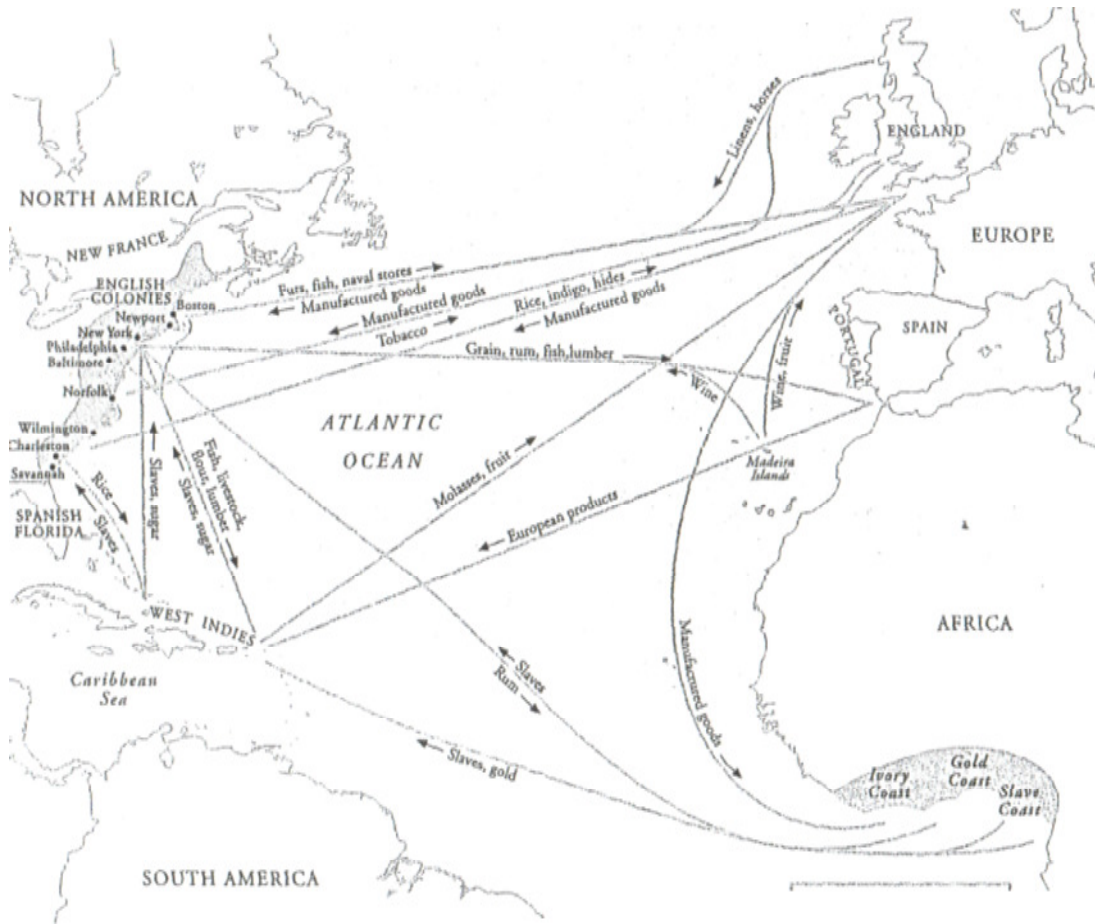 NORTH AMERICA
NEW FRANCE
ENGLISH
COLONIES
Boston
Newport
New York
Philadelphia
Baltimore
Norfolk
Wilmington
Charleston
Savannah
SPANISH
FLORIDA
Linens, horses
ENGLAND
EUROPE
SPAIN
PORTUGAL
Furs, fish, naval stores
Manufactured goods
Manufactured goods
Tobacco
Rice, indigo, hides
Manufactured goods
Grain, rum, fish, lumber
Wine
Wine, fruit
Madeira
Islands
ATLANTIC
OCEAN
Molasses, fruit
European products
Rice
Slaves
Slaves, sugar
Fish, livestock,
flour, lumber
Slaves, sugar
WEST INDIES
Caribbean
Sea
Slaves
Rum
Slaves, gold
Manufactured goods
AFRICA
Ivory
Coast
Gold
Coast
Slave
Coast
SOUTH AMERICA